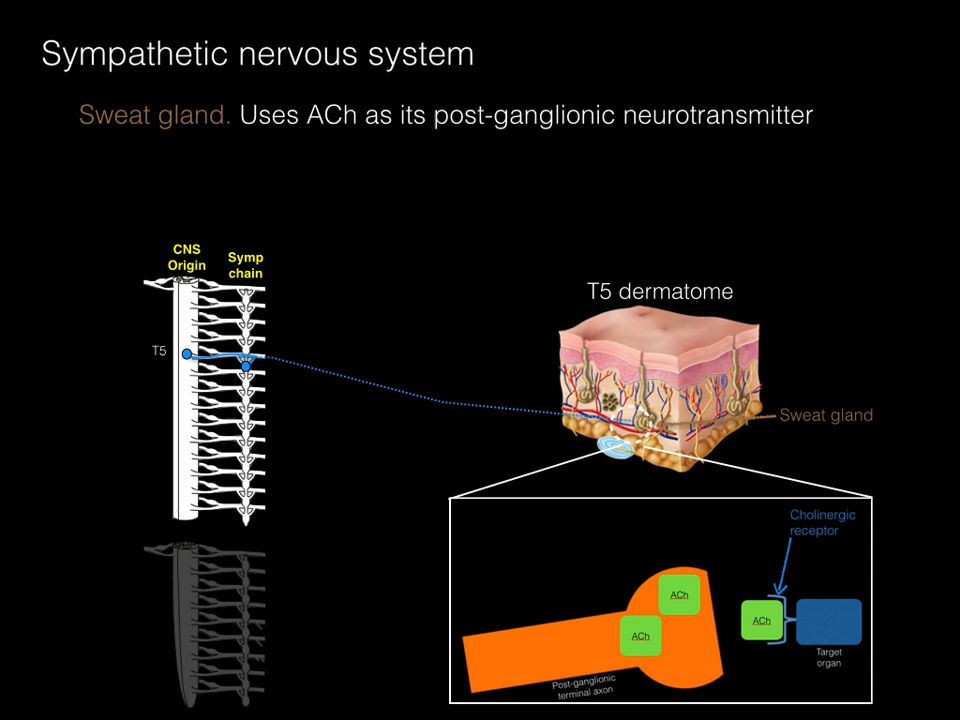 Sympathetic nervous system
Sweat gland. Uses ACh as its post-ganglionic neurotransmitter
CNS
Origin
Symp
chain
T5
T5 dermatome
Sweat gland
Cholinergic
receptor
ACh
ACh
ACh
Target
organ
Post-ganglionic
terminal axon